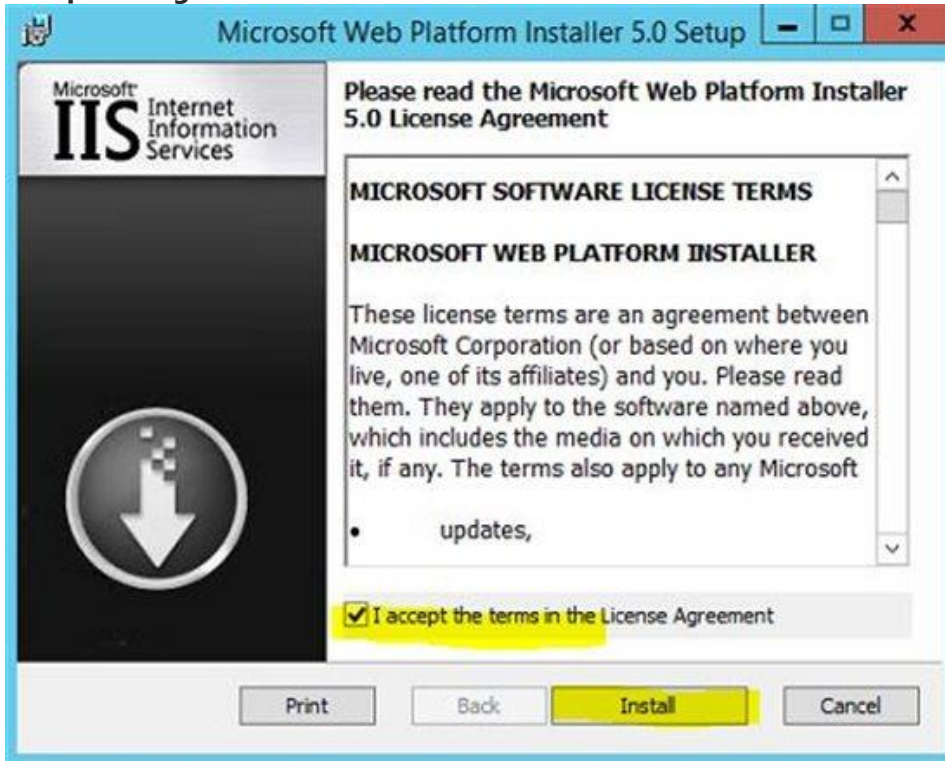 Microsoft Web Platform Installer 5.0 Setup
Microsoft
IIS Internet
Information
Services
Please read the Microsoft Web Platform Installer
5.0 License Agreement
MICROSOFT SOFTWARE LICENSE TERMS
MICROSOFT WEB PLATFORM INSTALLER
These license terms are an agreement between
Microsoft Corporation (or based on where you
live, one of its affiliates) and you. Please read
them. They apply to the software named above,
which includes the media on which you received
it, if any. The terms also apply to any Microsoft
• updates,
I accept the terms in the License Agreement
Print Back Install Cancel